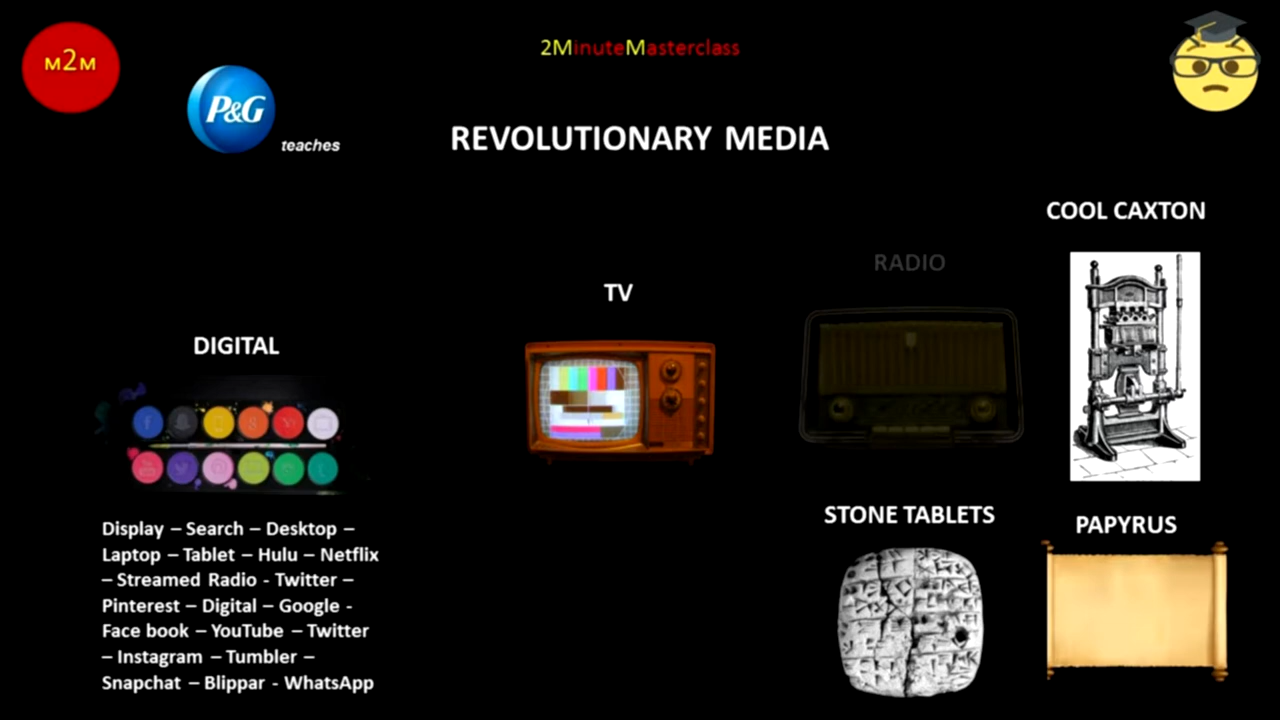 2MinuteMasterclass
M2M
P&G
teaches
REVOLUTIONARY MEDIA
COOL CAXTON
RADIO
TV
DIGITAL
Display – Search – Desktop –
Laptop – Tablet – Hulu – Netflix
– Streamed Radio - Twitter –
Pinterest – Digital – Google -
Face book – YouTube – Twitter
– Instagram – Tumbler –
Snapchat – Blippar - WhatsApp
STONE TABLETS
PAPYRUS